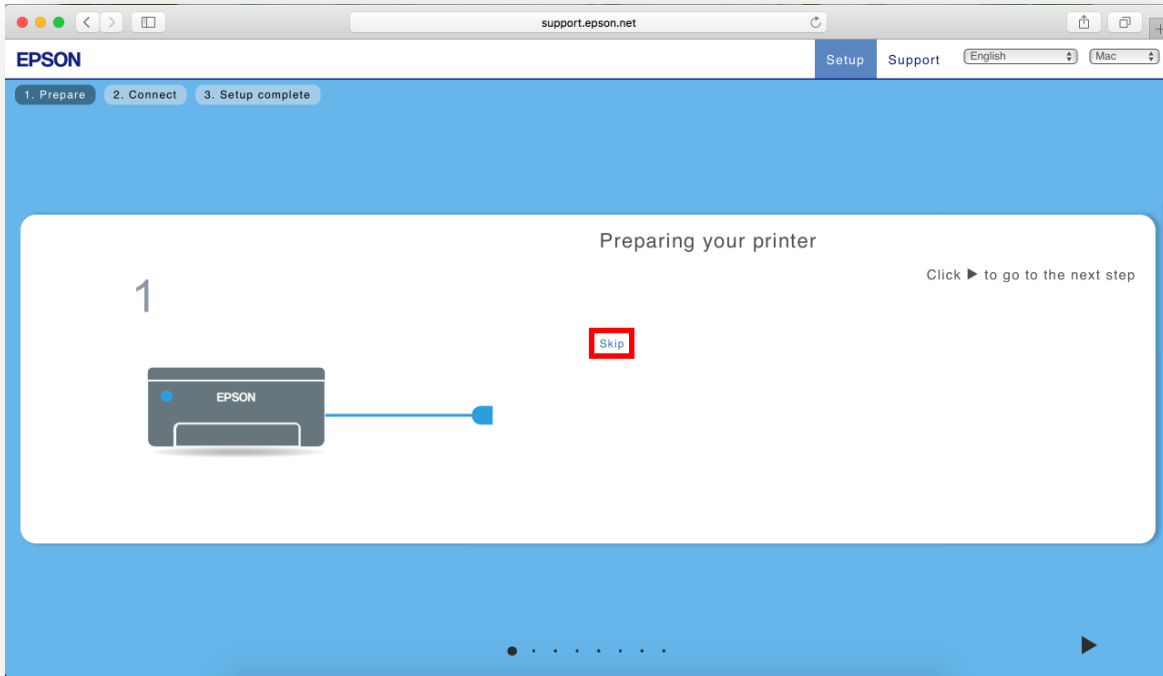 support.epson.net
EPSON
Setup
Support
English
Mac
1. Prepare
2. Connect
3. Setup complete
Preparing your printer
Click ▶ to go to the next step
1
Skip
EPSON